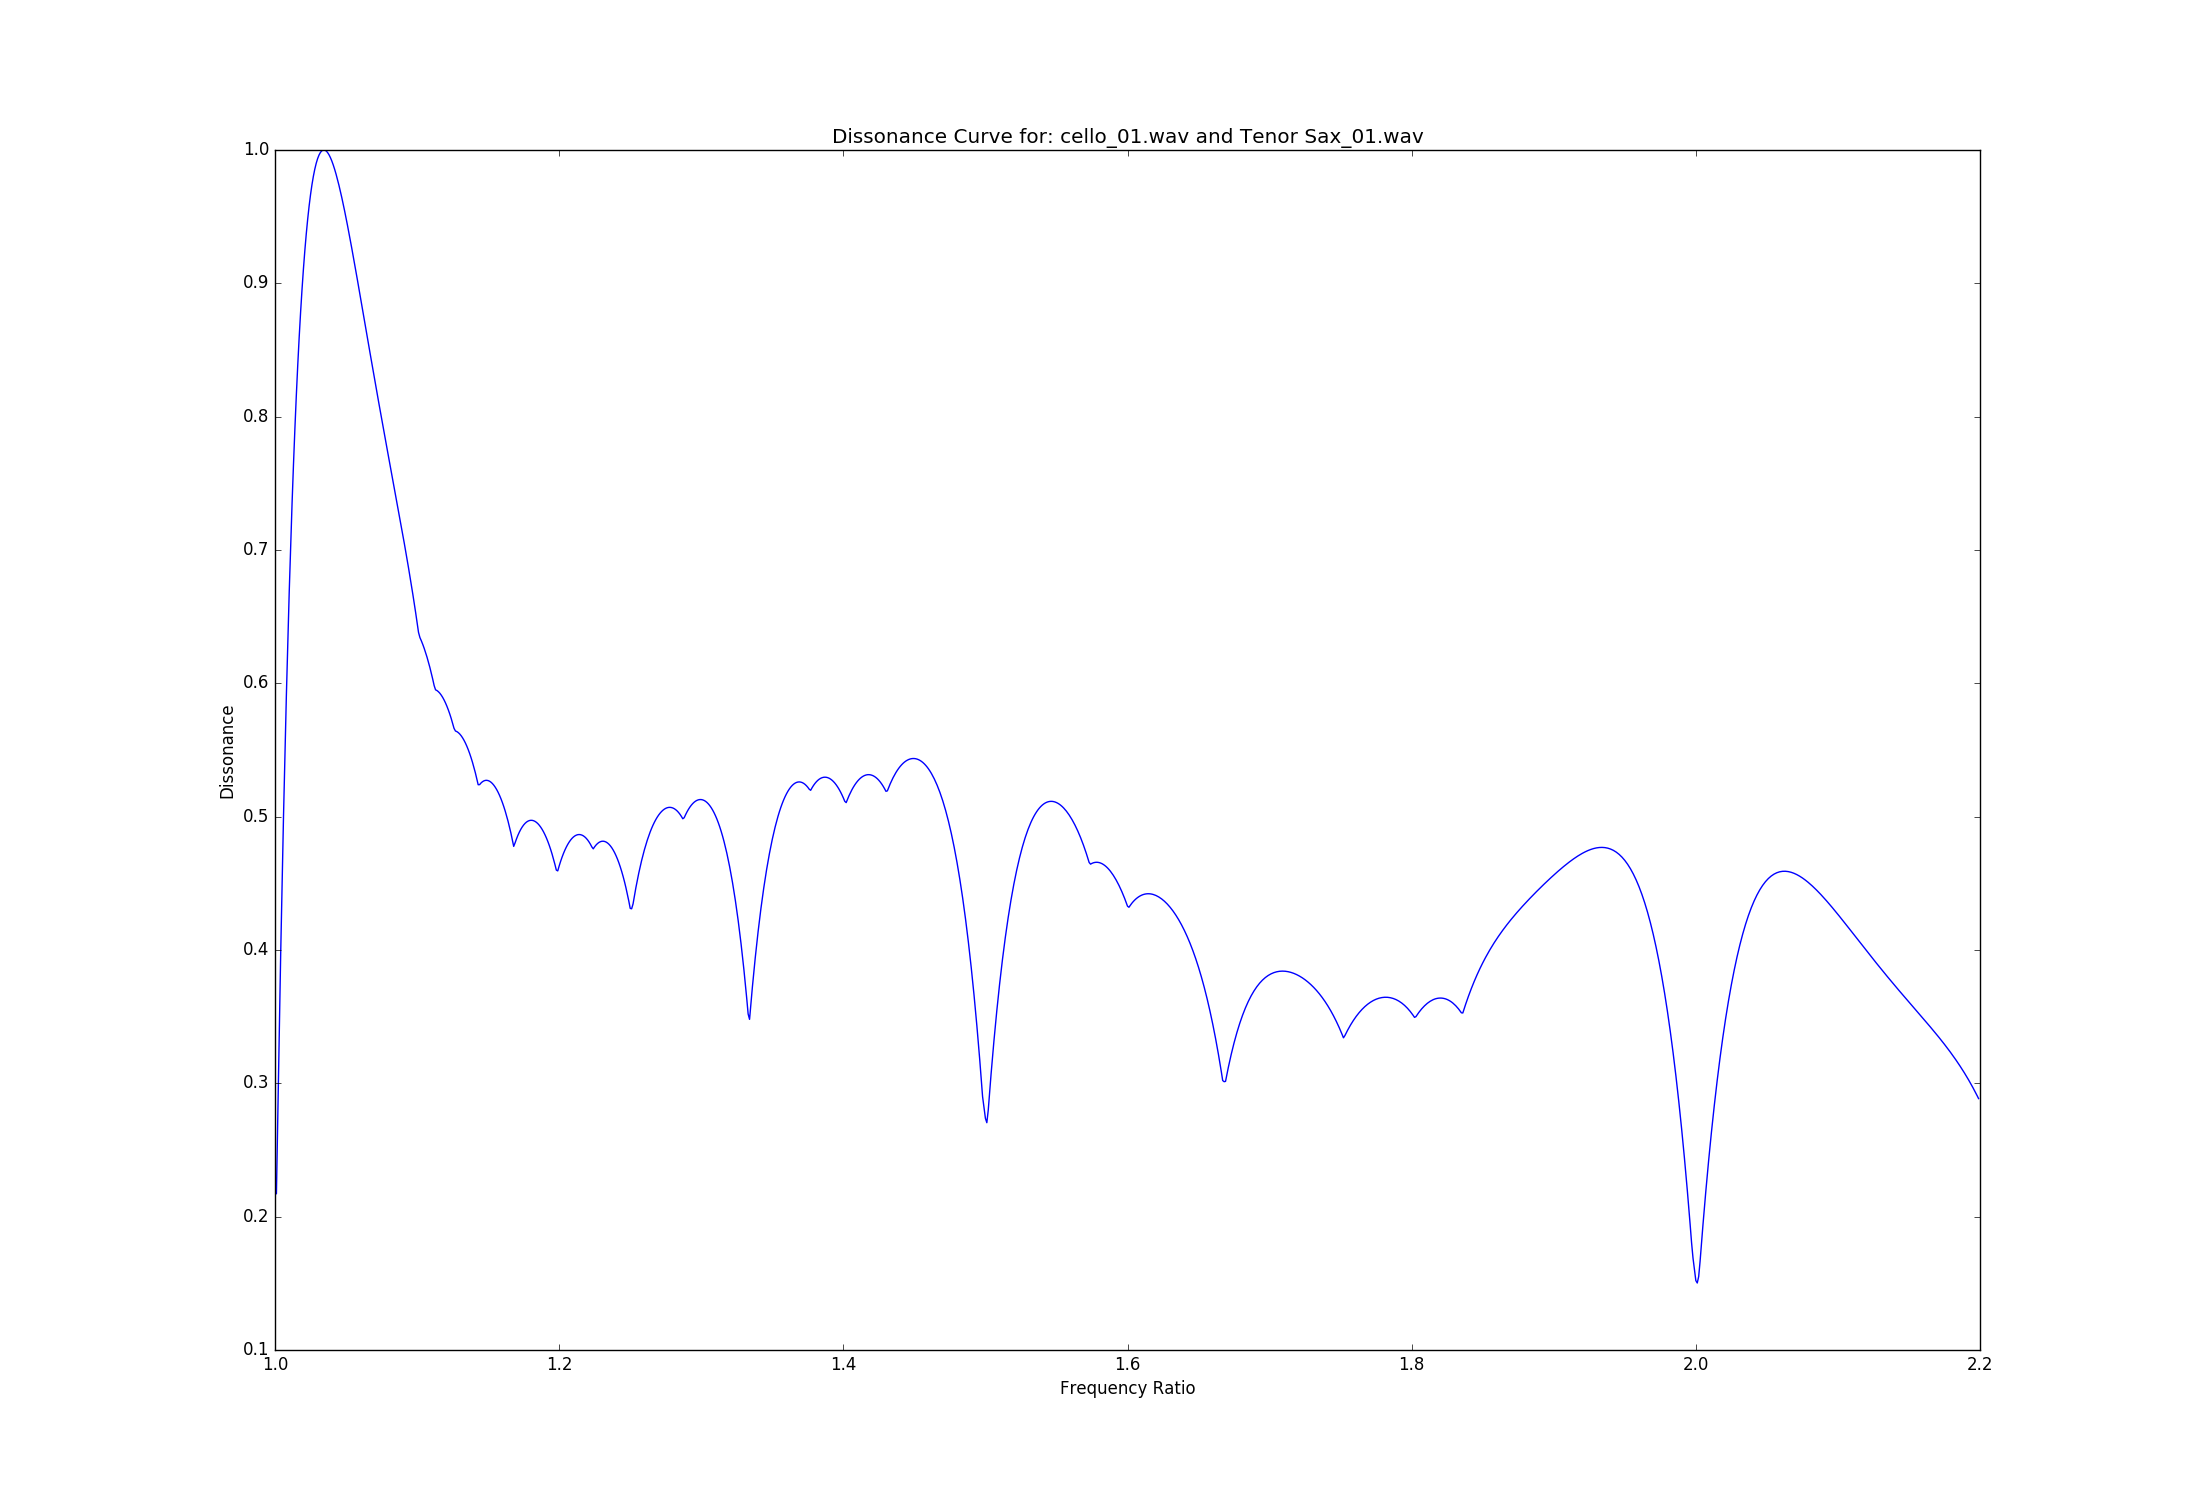 Dissonance Curve for: cello_01.wav and Tenor Sax_01.wav
1.0
0.9
0.8
0.7
0.6
0.5
0.4
0.3
0.2
0.1
Dissonance
1.0 1.2 1.4 1.6 1.8 2.0 2.2
Frequency Ratio